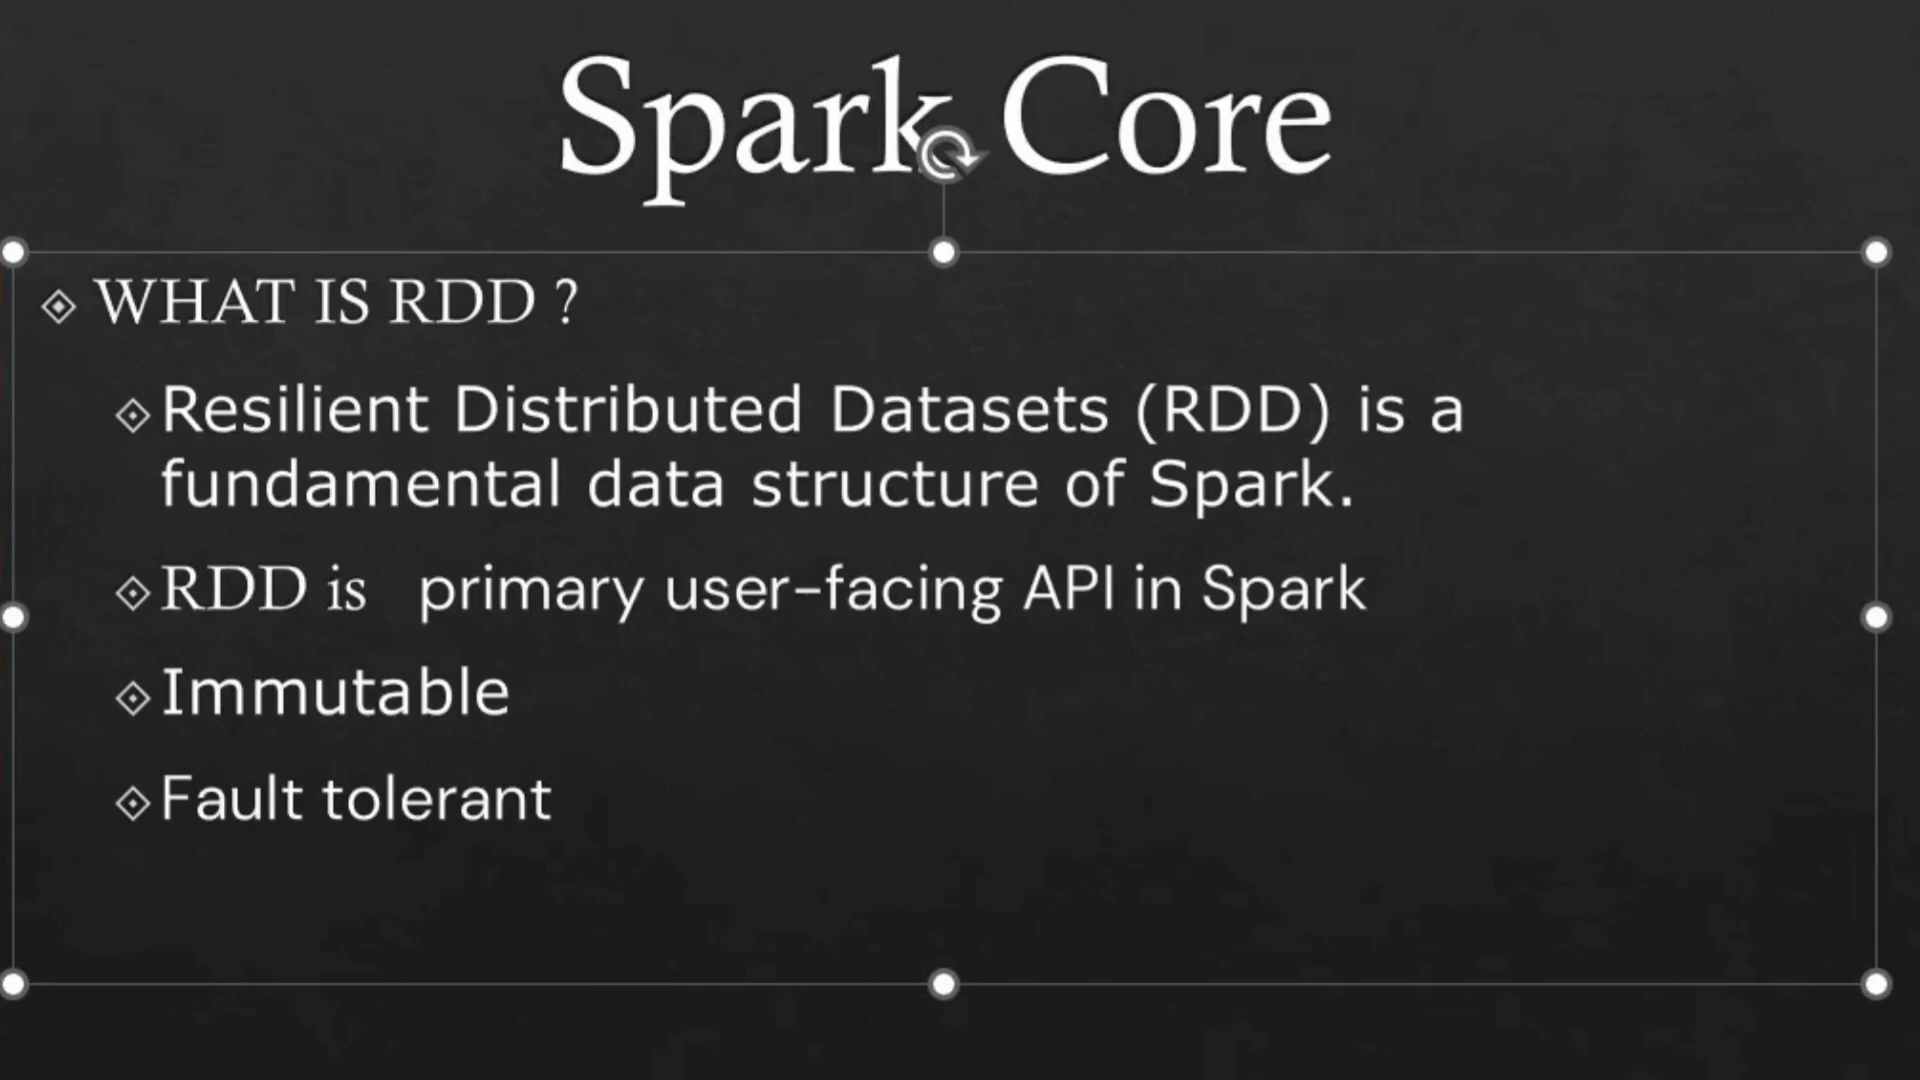 Spark Core
WHAT IS RDD ?
Resilient Distributed Datasets (RDD) is a
fundamental data structure of Spark.
RDD is primary user-facing API in Spark
Immutable
Fault tolerant